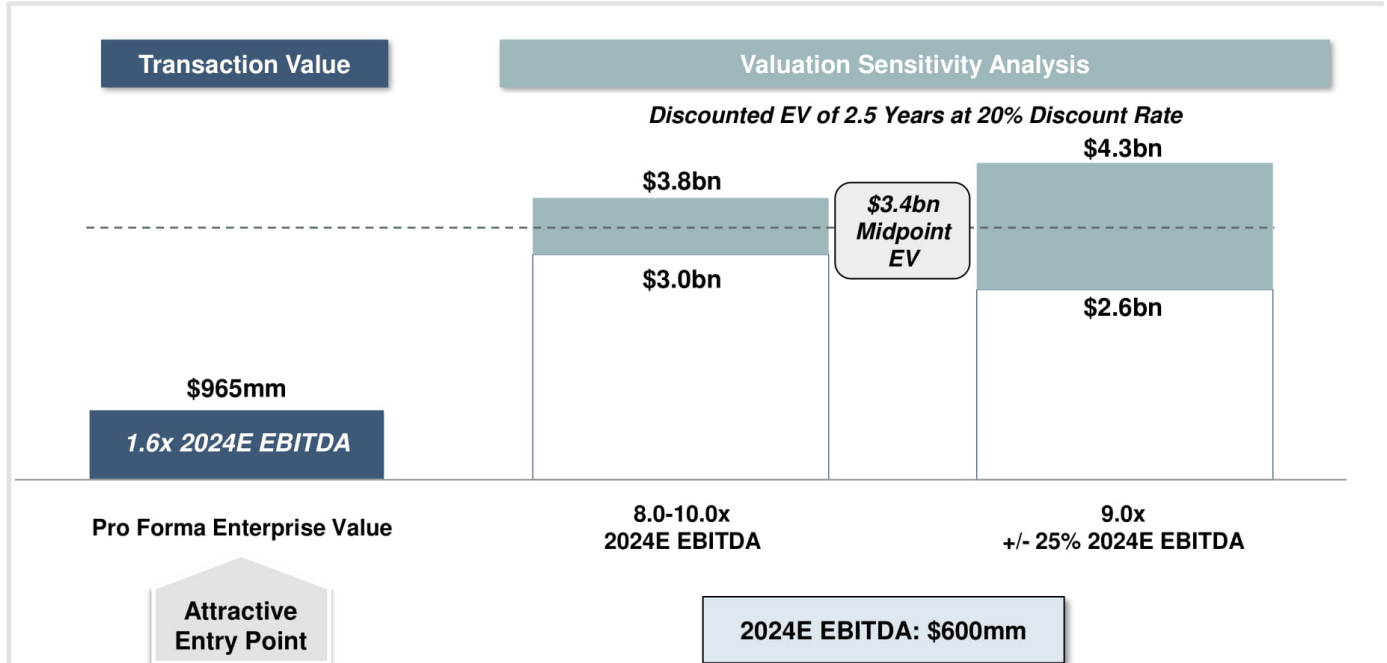 Transaction Value
Valuation Sensitivity Analysis
Discounted EV of 2.5 Years at 20% Discount Rate
$4.3bn
$3.8bn
$3.4bn
Midpoint
EV
$3.0bn
$2.6bn
$965mm
1.6x 2024E EBITDA
Pro Forma Enterprise Value
8.0-10.0x
2024E EBITDA
9.0x
+/- 25% 2024E EBITDA
Attractive
Entry Point
2024E EBITDA: $600mm